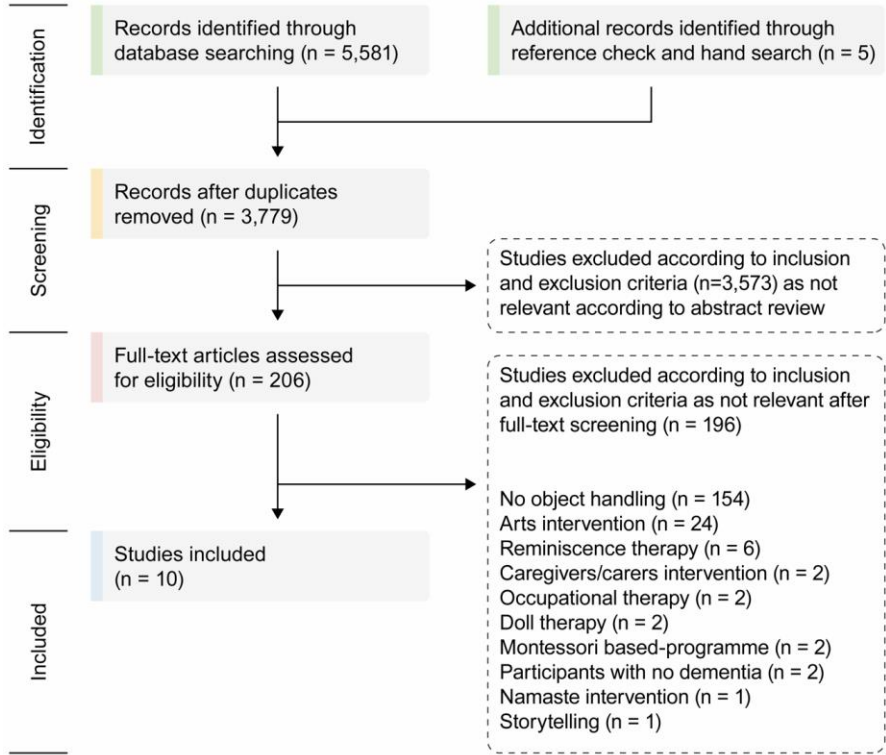 Identification
Records identified through
database searching (n = 5,581)
Additional records identified through
reference check and hand search (n = 5)
Screening
Records after duplicates
removed (n = 3,779)
Studies excluded according to inclusion
and exclusion criteria (n=3,573) as not
relevant according to abstract review
Eligibility
Full-text articles assessed
for eligibility (n = 206)
Studies excluded according to inclusion
and exclusion criteria as not relevant after
full-text screening (n = 196)
No object handling (n = 154)
Arts intervention (n = 24)
Reminiscence therapy (n = 6)
Caregivers/carers intervention (n = 2)
Occupational therapy (n = 2)
Doll therapy (n = 2)
Montessori based-programme (n = 2)
Participants with no dementia (n = 2)
Namaste intervention (n = 1)
Storytelling (n = 1)
Included
Studies included
(n = 10)